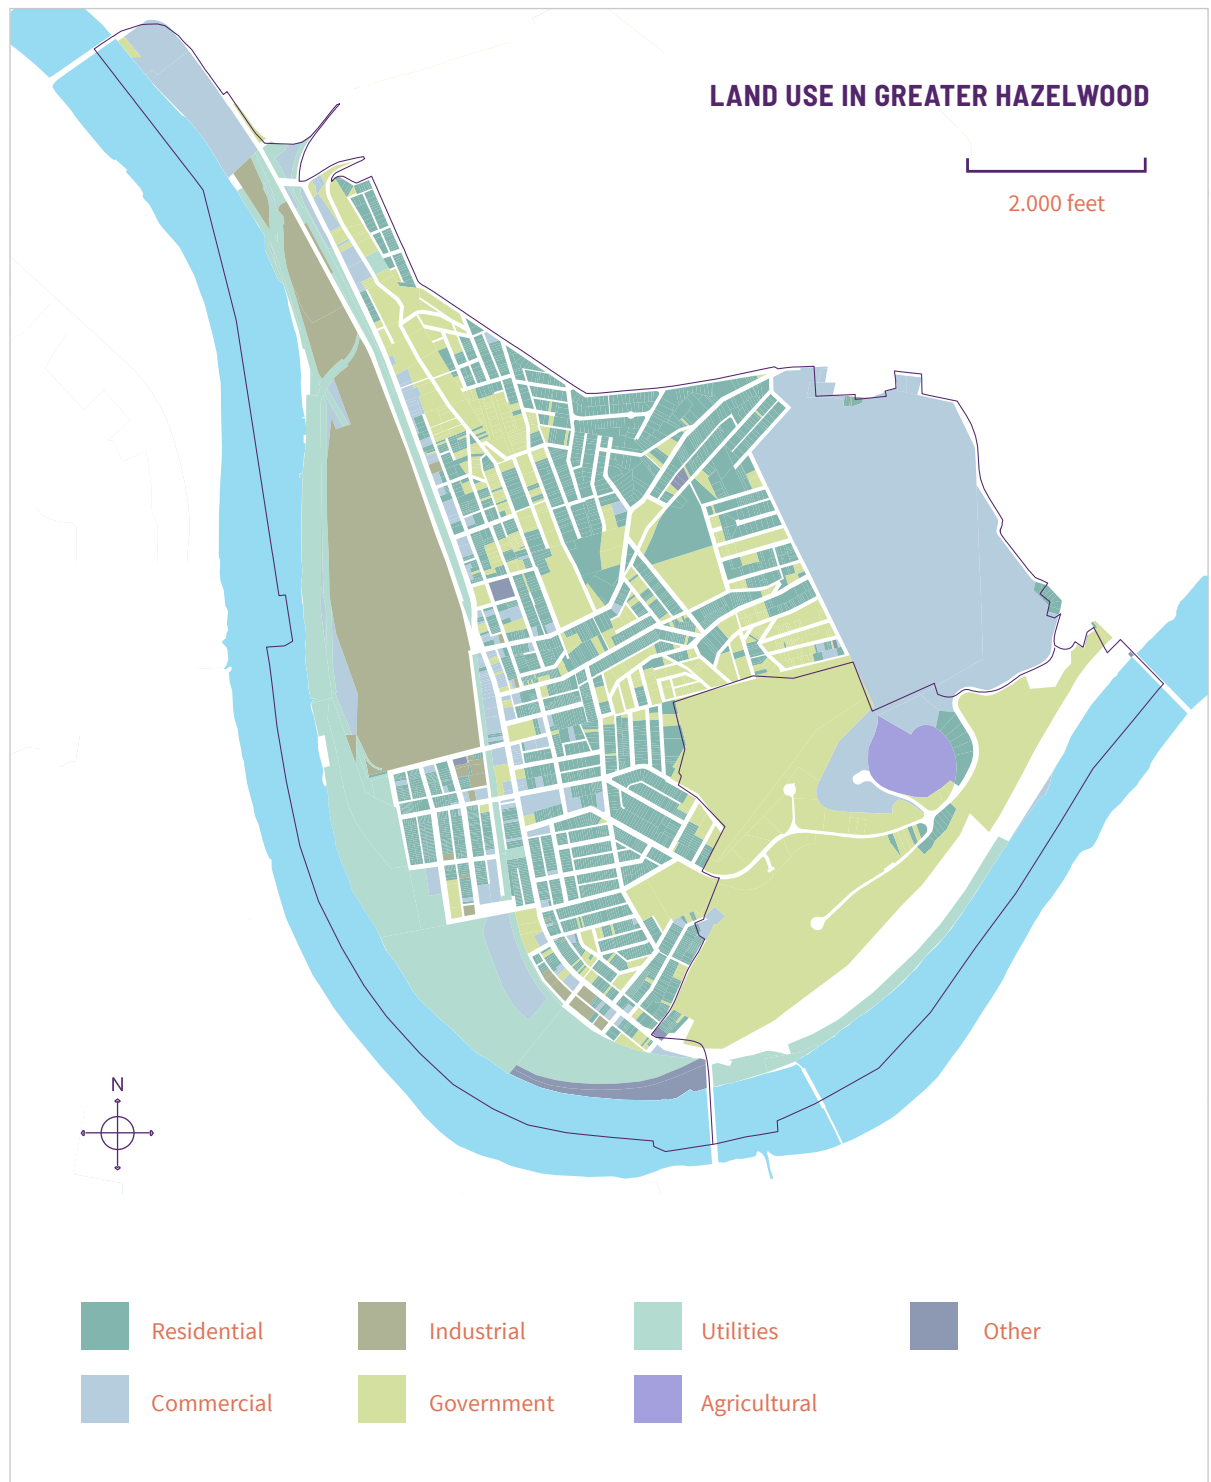 LAND USE IN GREATER HAZELWOOD
2.000 feet
N
Residential
Industrial
Utilities
Other
Commercial
Government
Agricultural